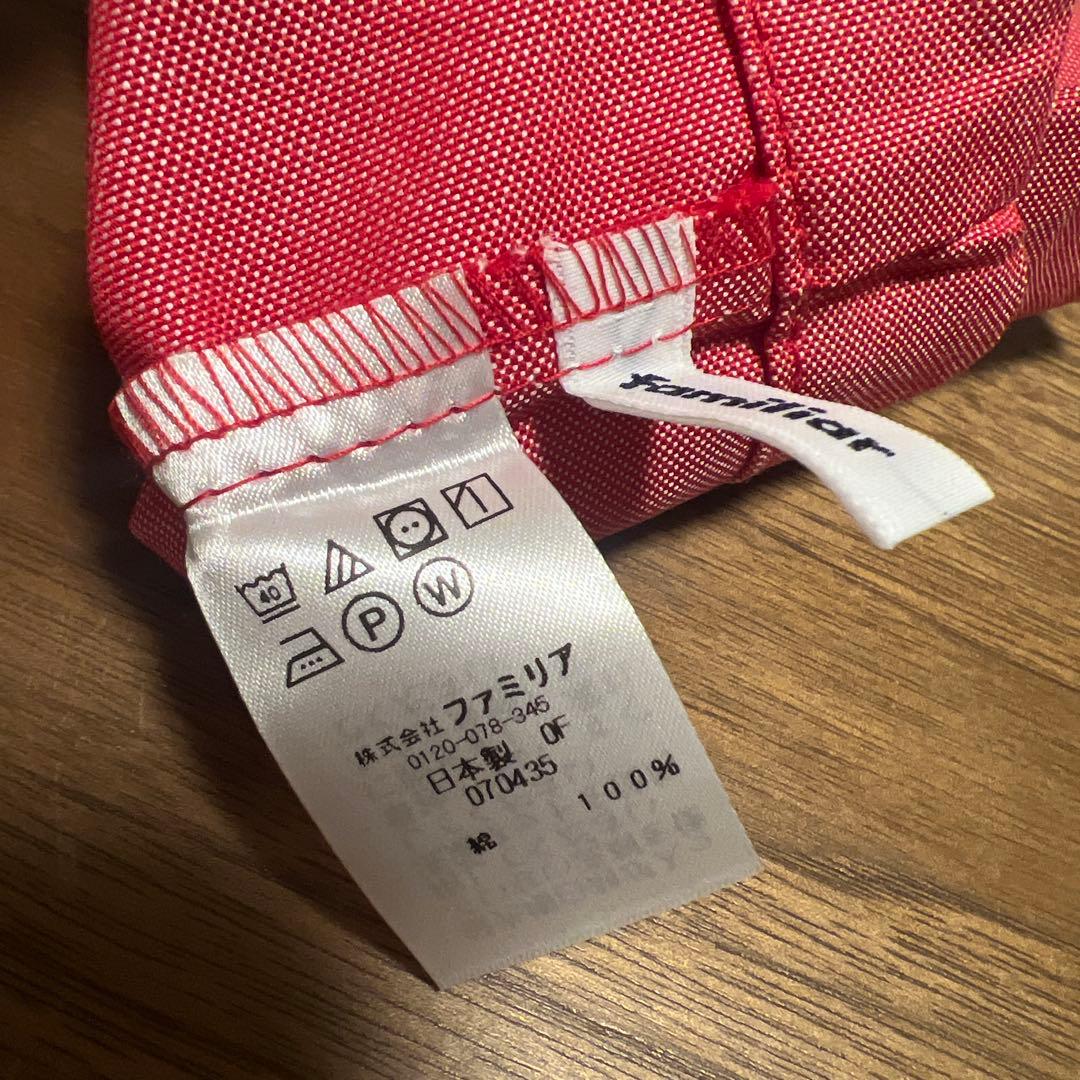 familiar
40
P W
株式会社 ファミリア
0120-078-345
日本製 OF
070435
綿 100%